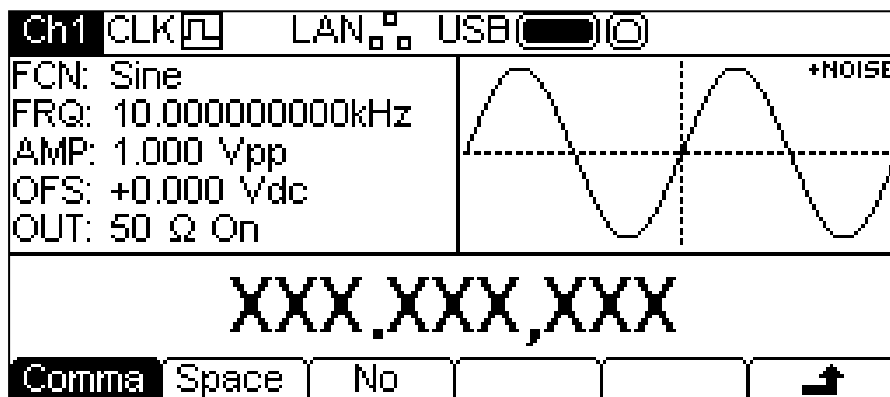 Ch1 CLK LAN USB
FCN: Sine
FRQ: 10.000000000kHz
AMP: 1.000 Vpp
OFS: +0.000 Vdc
OUT: 50 Ω On
+NOISE
XXX.XXX,XXX
Comma Space No